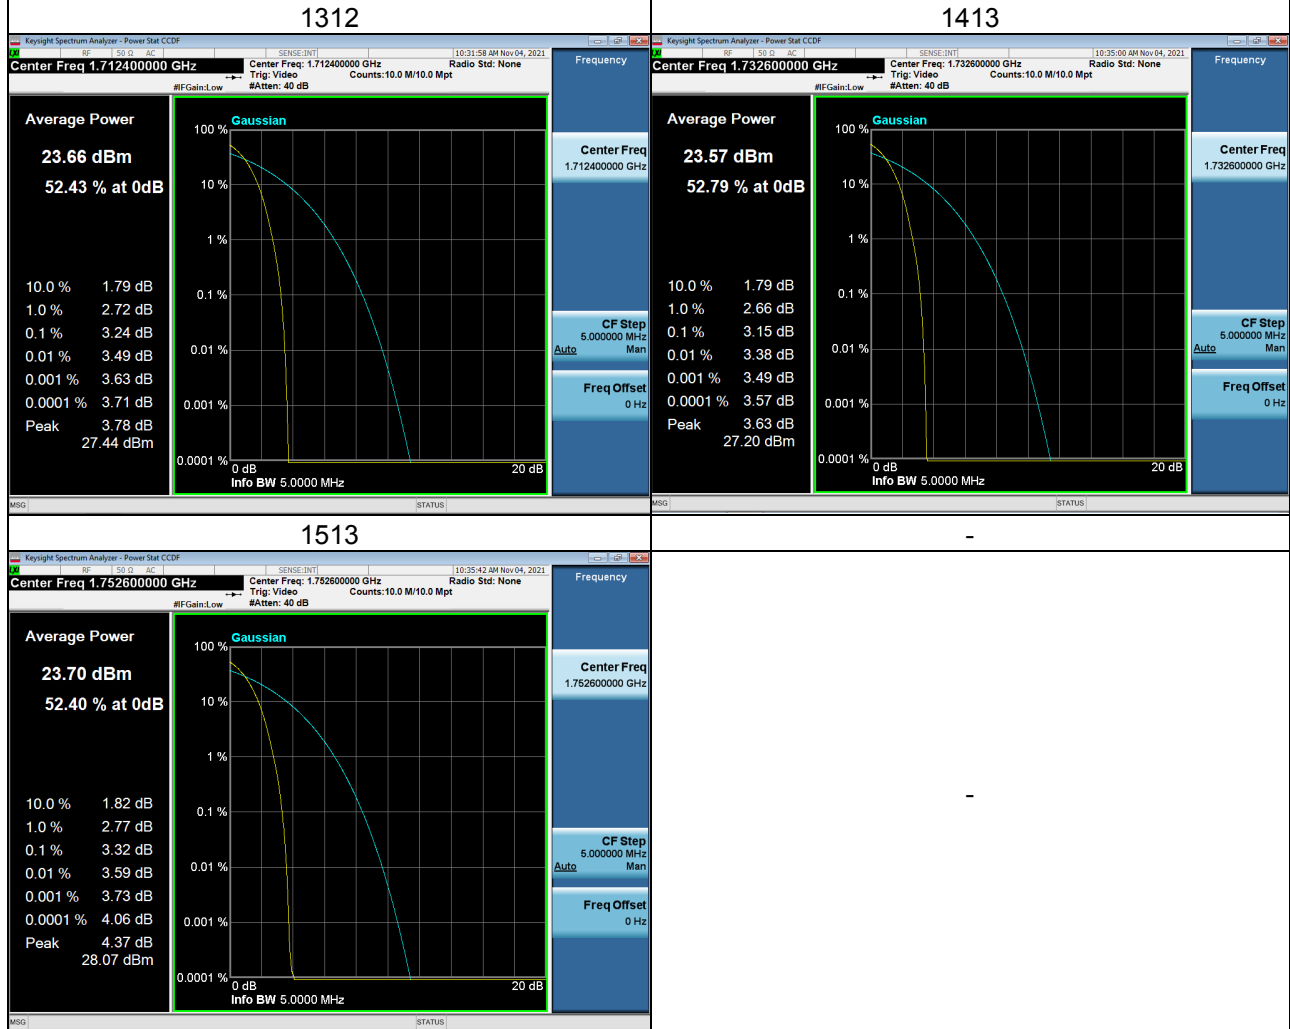 1312
1413
Keysight Spectrum Analyzer - Power Stat CCDF
LXI
RF 50 Ω AC SENSE:INT 10:31:58 AM Nov 04, 2021
Center Freq 1.712400000 GHz
Center Freq: 1.712400000 GHz Radio Std: None
Trig: Video Counts:10.0 M/10.0 Mpt
#IFGain:Low #Atten: 40 dB
Frequency
Average Power
23.66 dBm
52.43 % at 0dB
10.0 % 1.79 dB
1.0 % 2.72 dB
0.1 % 3.24 dB
0.01 % 3.49 dB
0.001 % 3.63 dB
0.0001 % 3.71 dB
Peak 3.78 dB
27.44 dBm
Gaussian
100 %
10 %
1 %
0.1 %
0.01 %
0.001 %
0.0001 %
0 dB 20 dB
Info BW 5.0000 MHz
Center Freq
1.712400000 GHz
CF Step
5.000000 MHz
Auto Man
Freq Offset
0 Hz
MSG STATUS
Keysight Spectrum Analyzer - Power Stat CCDF
LXI
RF 50 Ω AC SENSE:INT 10:35:00 AM Nov 04, 2021
Center Freq 1.732600000 GHz
Center Freq: 1.732600000 GHz Radio Std: None
Trig: Video Counts:10.0 M/10.0 Mpt
#IFGain:Low #Atten: 40 dB
Frequency
Average Power
23.57 dBm
52.79 % at 0dB
10.0 % 1.79 dB
1.0 % 2.66 dB
0.1 % 3.15 dB
0.01 % 3.38 dB
0.001 % 3.49 dB
0.0001 % 3.57 dB
Peak 3.63 dB
27.20 dBm
Gaussian
100 %
10 %
1 %
0.1 %
0.01 %
0.001 %
0.0001 %
0 dB 20 dB
Info BW 5.0000 MHz
Center Freq
1.732600000 GHz
CF Step
5.000000 MHz
Auto Man
Freq Offset
0 Hz
MSG STATUS
1513
-
Keysight Spectrum Analyzer - Power Stat CCDF
LXI
RF 50 Ω AC SENSE:INT 10:35:42 AM Nov 04, 2021
Center Freq 1.752600000 GHz
Center Freq: 1.752600000 GHz Radio Std: None
Trig: Video Counts:10.0 M/10.0 Mpt
#IFGain:Low #Atten: 40 dB
Frequency
Average Power
23.70 dBm
52.40 % at 0dB
10.0 % 1.82 dB
1.0 % 2.77 dB
0.1 % 3.32 dB
0.01 % 3.59 dB
0.001 % 3.73 dB
0.0001 % 4.06 dB
Peak 4.37 dB
28.07 dBm
Gaussian
100 %
10 %
1 %
0.1 %
0.01 %
0.001 %
0.0001 %
0 dB 20 dB
Info BW 5.0000 MHz
Center Freq
1.752600000 GHz
CF Step
5.000000 MHz
Auto Man
Freq Offset
0 Hz
MSG STATUS
-